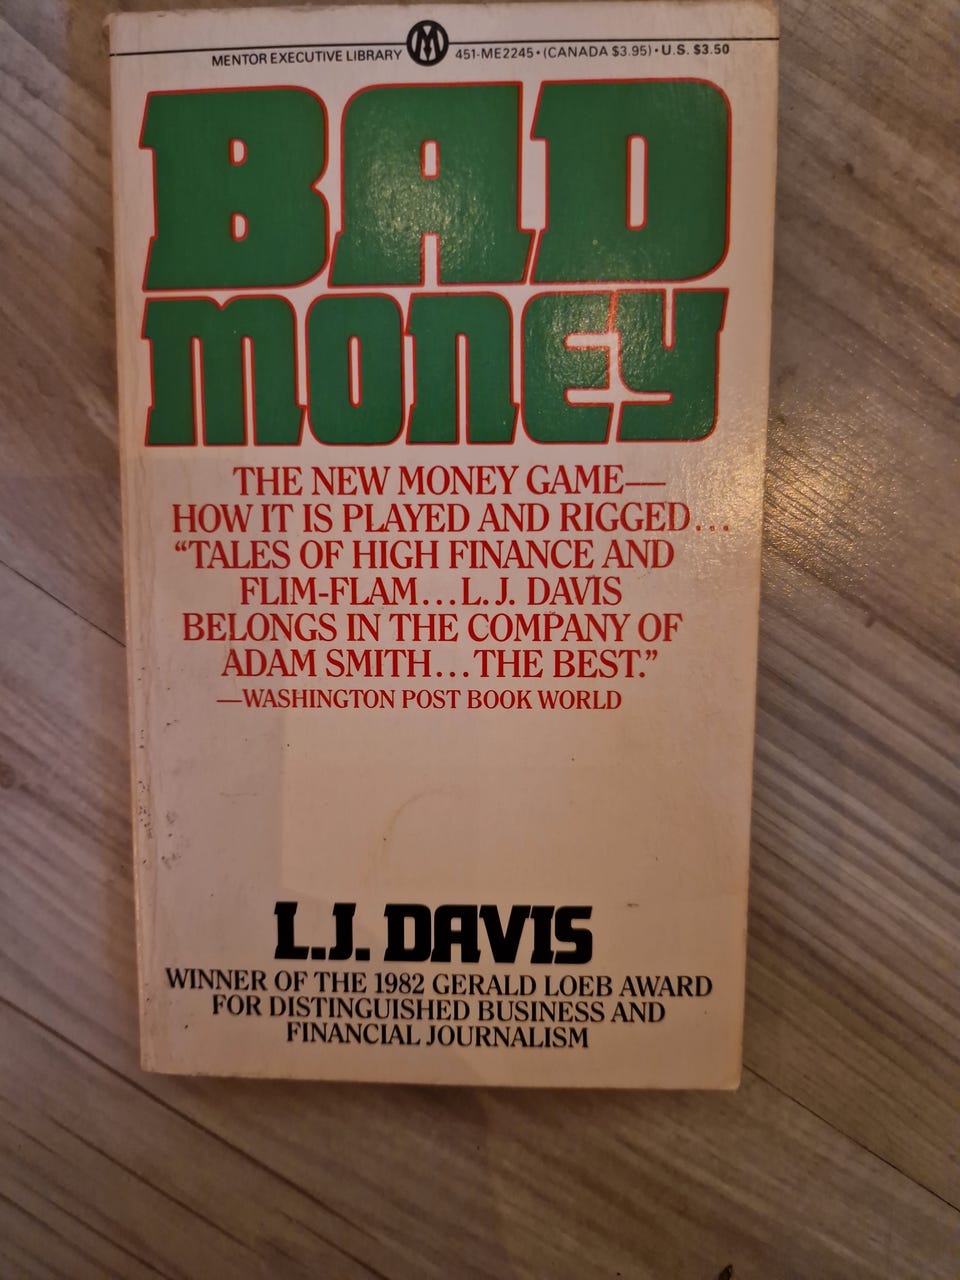 MENTOR EXECUTIVE LIBRARY M 451-ME2245 • (CANADA $3.95) • U.S. $3.50
BAD
MONEY
THE NEW MONEY GAME—
HOW IT IS PLAYED AND RIGGED...
“TALES OF HIGH FINANCE AND
FLIM-FLAM...L.J. DAVIS
BELONGS IN THE COMPANY OF
ADAM SMITH...THE BEST.”
—WASHINGTON POST BOOK WORLD
L.J. DAVIS
WINNER OF THE 1982 GERALD LOEB AWARD
FOR DISTINGUISHED BUSINESS AND
FINANCIAL JOURNALISM